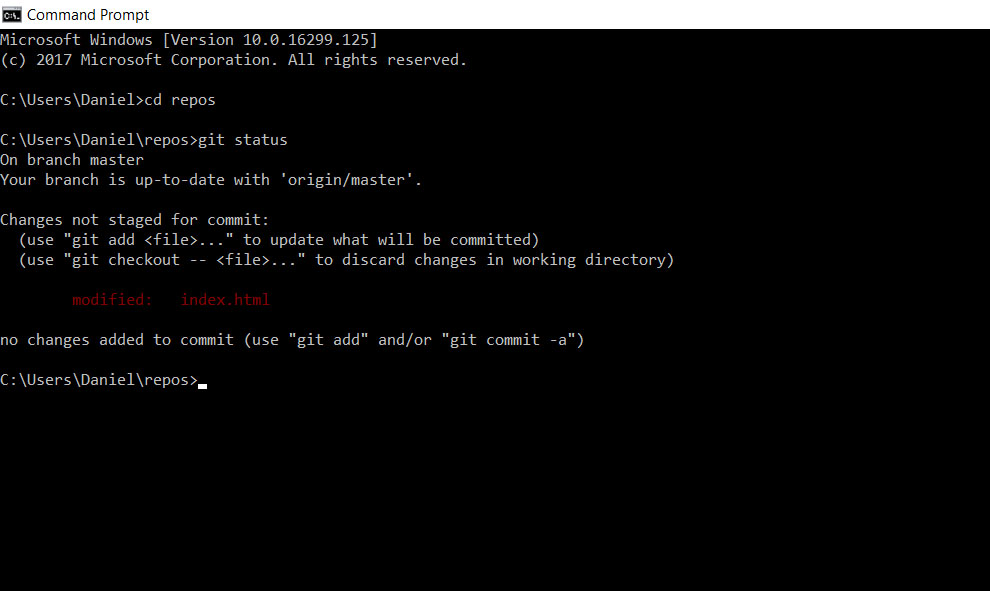 Command Prompt
Microsoft Windows [Version 10.0.16299.125]
(c) 2017 Microsoft Corporation. All rights reserved.
C:\Users\Daniel>cd repos
C:\Users\Daniel\repos>git status
On branch master
Your branch is up-to-date with 'origin/master'.
Changes not staged for commit:
  (use "git add <file>..." to update what will be committed)
  (use "git checkout -- <file>..." to discard changes in working directory)
        modified:   index.html
no changes added to commit (use "git add" and/or "git commit -a")
C:\Users\Daniel\repos>